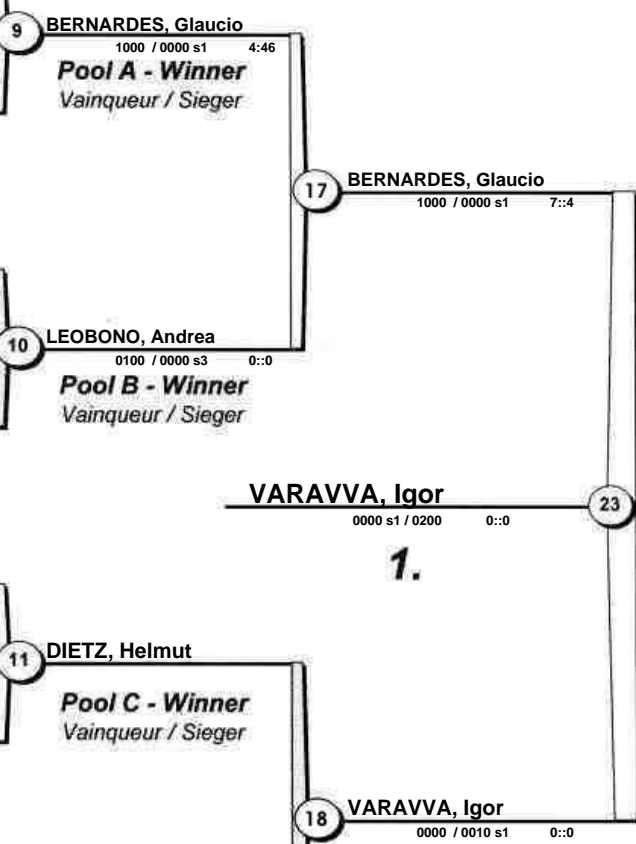 9
BERNARDES, Glaucio
1000 / 0000 s1 4:46
Pool A - Winner
Vainqueur / Sieger
17
BERNARDES, Glaucio
1000 / 0000 s1 7::4
10
LEOBONO, Andrea
0100 / 0000 s3 0::0
Pool B - Winner
Vainqueur / Sieger
VARAVVA, Igor
0000 s1 / 0200 0::0
23
1.
11
DIETZ, Helmut
Pool C - Winner
Vainqueur / Sieger
18
VARAVVA, Igor
0000 / 0010 s1 0::0